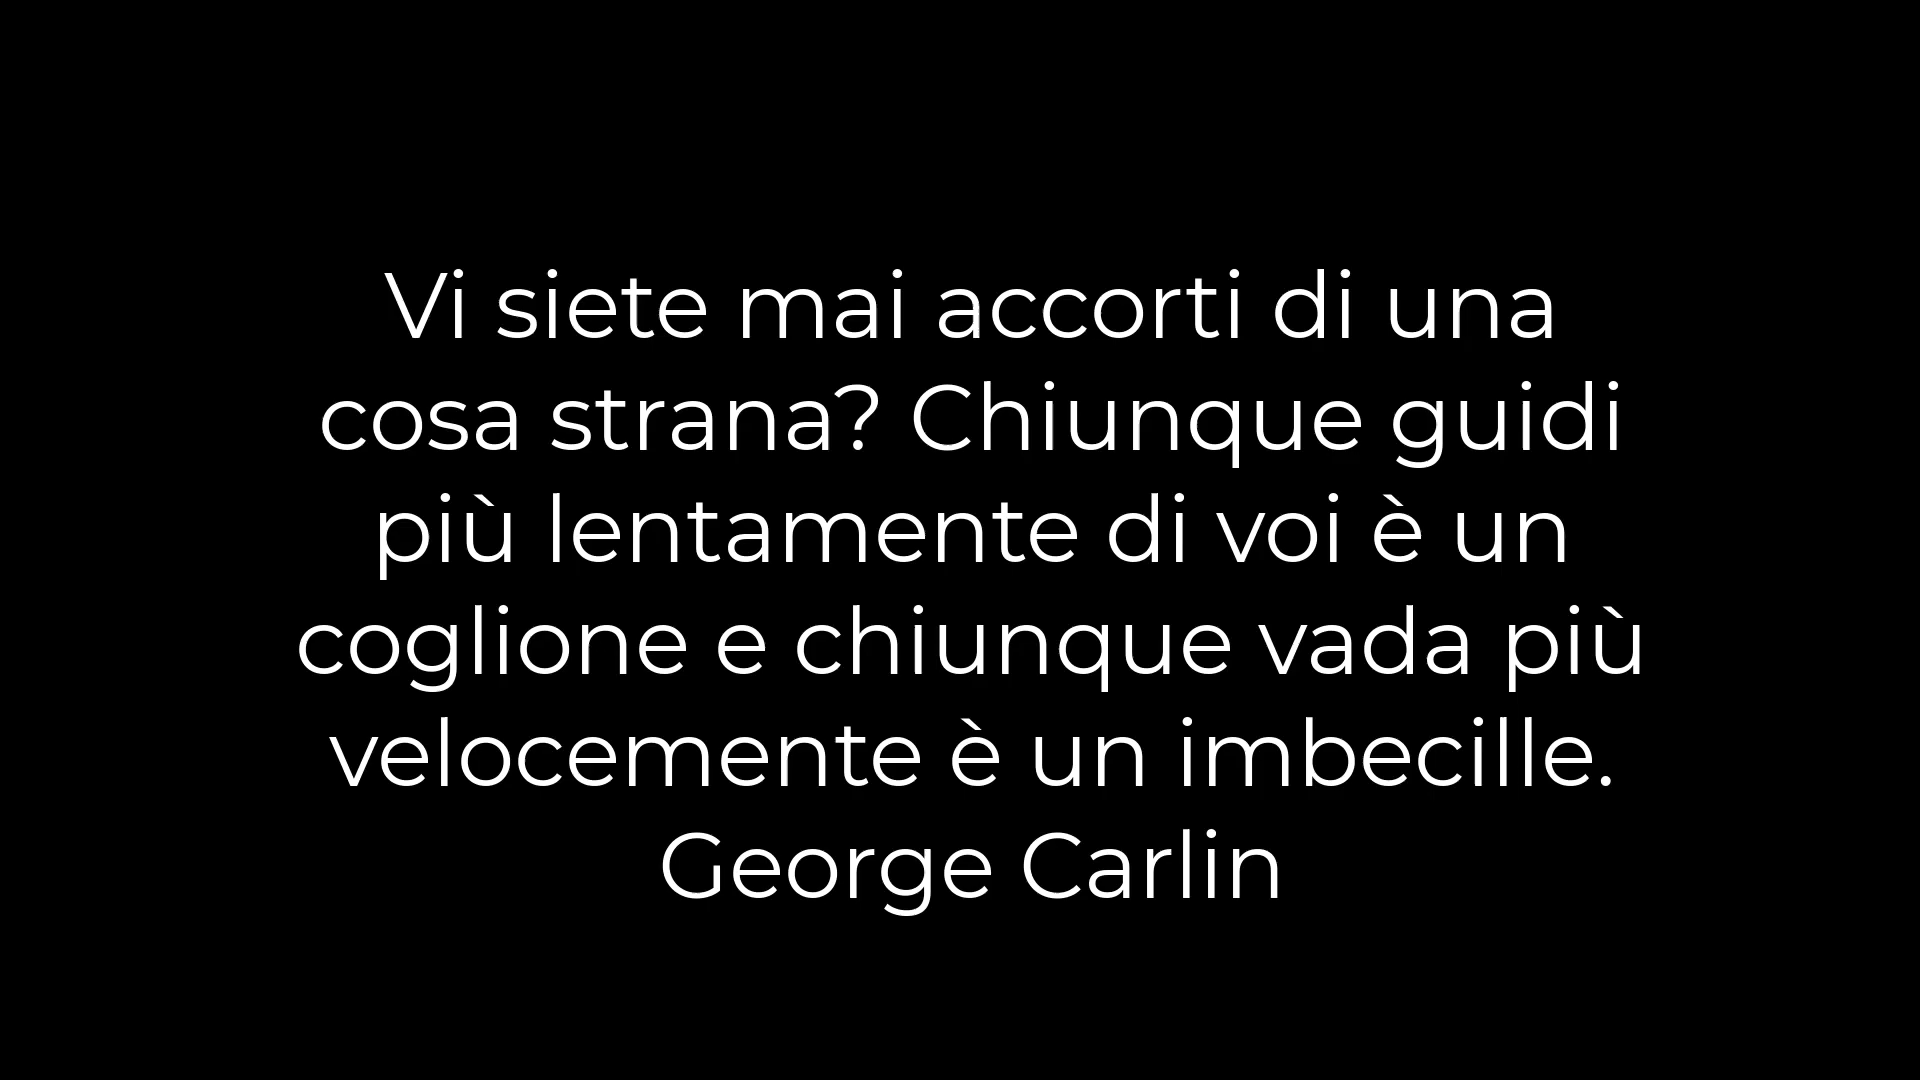 Vi siete mai accorti di una
cosa strana? Chiunque guidi
più lentamente di voi è un
coglione e chiunque vada più
velocemente è un imbecille.
George Carlin